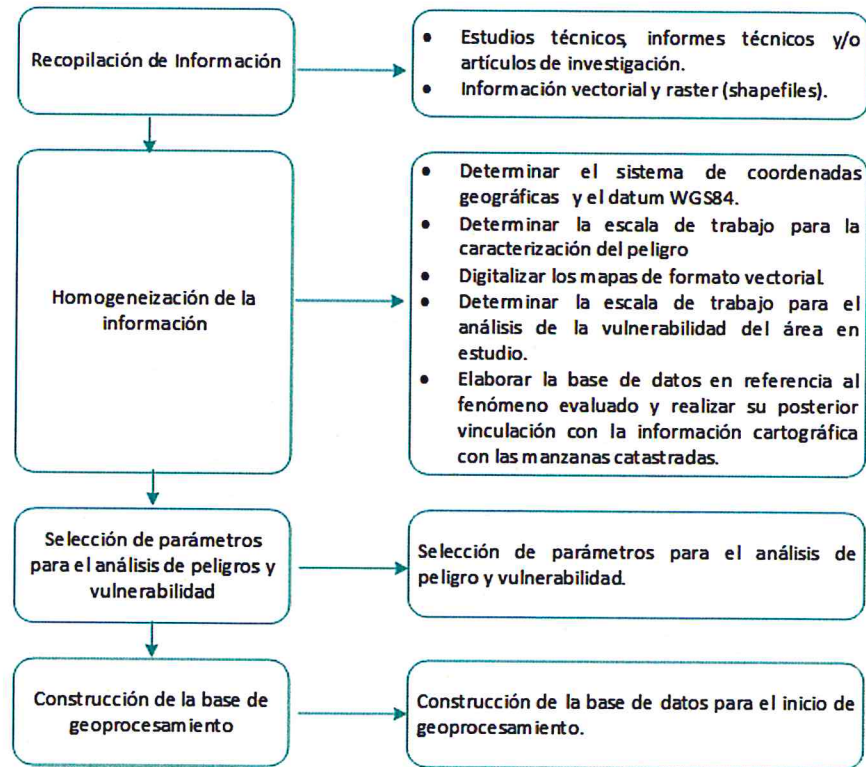 Recopilación de Información
• Estudios técnicos, informes técnicos y/o
artículos de investigación.
• Información vectorial y raster (shapefiles).
Homogeneización de la
información
• Determinar el sistema de coordenadas
geográficas y el datum WGS84.
• Determinar la escala de trabajo para la
caracterización del peligro
• Digitalizar los mapas de formato vectorial.
• Determinar la escala de trabajo para el
análisis de la vulnerabilidad del área en
estudio.
• Elaborar la base de datos en referencia al
fenómeno evaluado y realizar su posterior
vinculación con la información cartográfica
con las manzanas catastradas.
Selección de parámetros
para el análisis de peligros y
vulnerabilidad
Selección de parámetros para el análisis de
peligro y vulnerabilidad.
Construcción de la base de
geoprocesamiento
Construcción de la base de datos para el inicio de
geoprocesamiento.